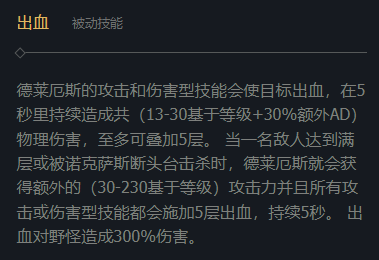 出血 被动技能
德莱厄斯的攻击和伤害型技能会使目标出血，在5
秒里持续造成共（13-30基于等级+30%额外AD）
物理伤害，至多可叠加5层。 当一名敌人达到满
层或被诺克萨斯断头台击杀时，德莱厄斯就会获
得额外的（30-230基于等级）攻击力并且所有攻
击或伤害型技能都会施加5层出血，持续5秒。 出
血对野怪造成300%伤害。